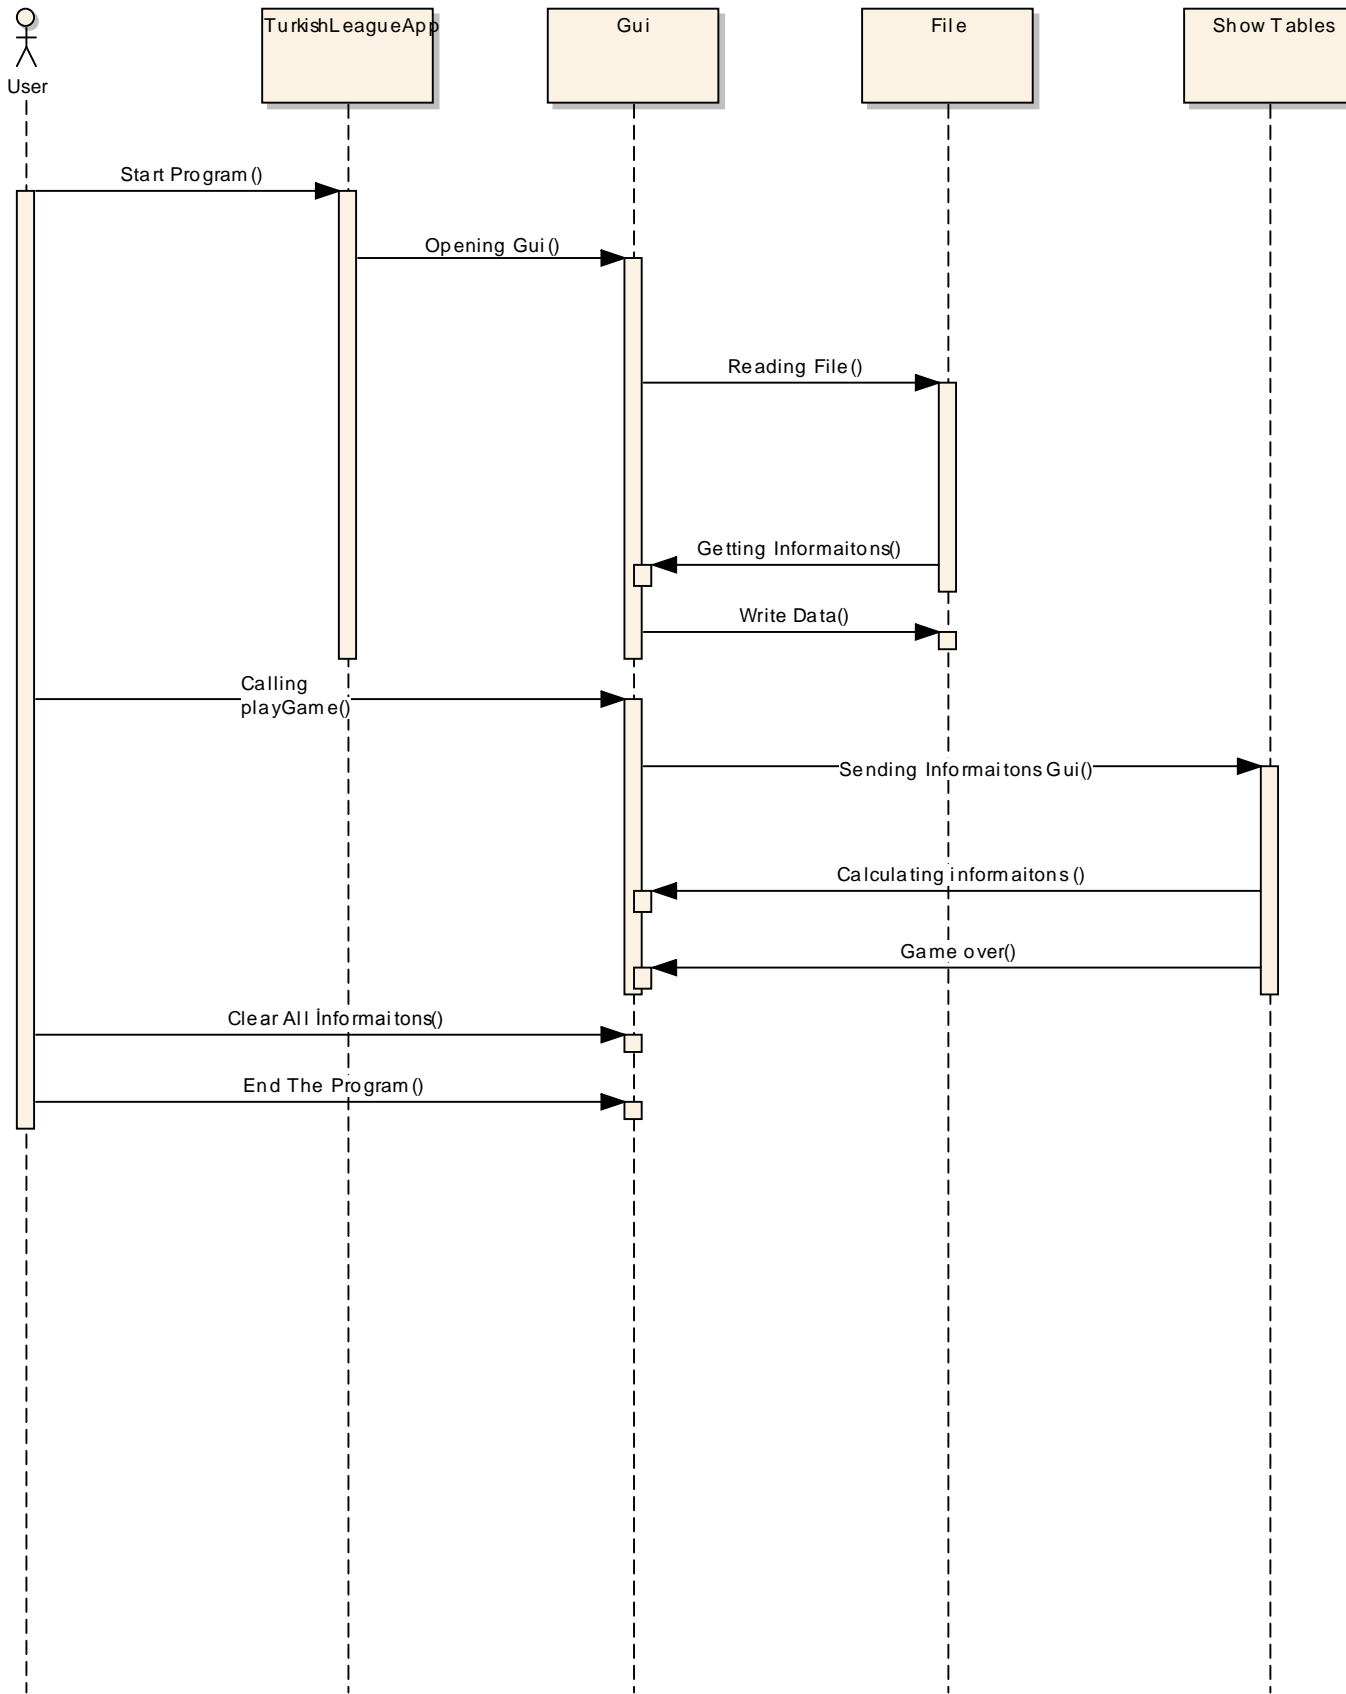 User
TurkishLeagueApp
Gui
File
Show Tables
Start Program()
Opening Gui()
Reading File()
Getting Informaitons()
Write Data()
Calling
playGame()
Sending Informaitons Gui()
Calculating informaitons()
Game over()
Clear All İnformaitons()
End The Program()